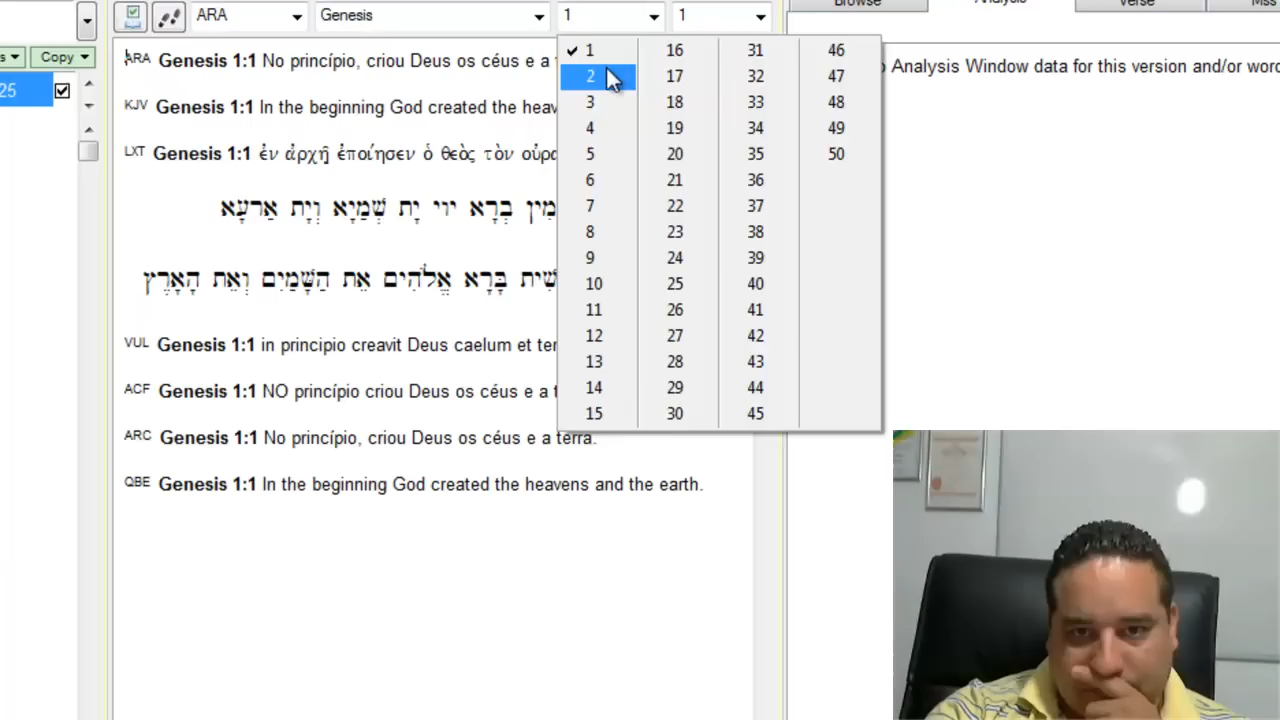 ARA Genesis 1 1
Browse Analysis Verse Mss
Copy
25
ARA Genesis 1:1 No princípio, criou Deus os céus e a
KJV Genesis 1:1 In the beginning God created the
LXT Genesis 1:1 ἐν ἀρχῇ ἐποίησεν ὁ θεὸς τὸν
בְּרָא יוי יָת שְׁמַיָא וְיָת אַרעָא
בָּרָא אֱלֹהִים אֵת הַשָּׁמַיִם וְאֵת הָאָרֶץ
VUL Genesis 1:1 in principio creavit Deus caelum et
ACF Genesis 1:1 NO princípio criou Deus os céus e a
ARC Genesis 1:1 No princípio, criou Deus os céus e a terra.
QBE Genesis 1:1 In the beginning God created the heavens and the earth.
✓ 1 16 31 46
2 17 32 47
3 18 33 48
4 19 34 49
5 20 35 50
6 21 36
7 22 37
8 23 38
9 24 39
10 25 40
11 26 41
12 27 42
13 28 43
14 29 44
15 30 45
Analysis Window data for this version and/or